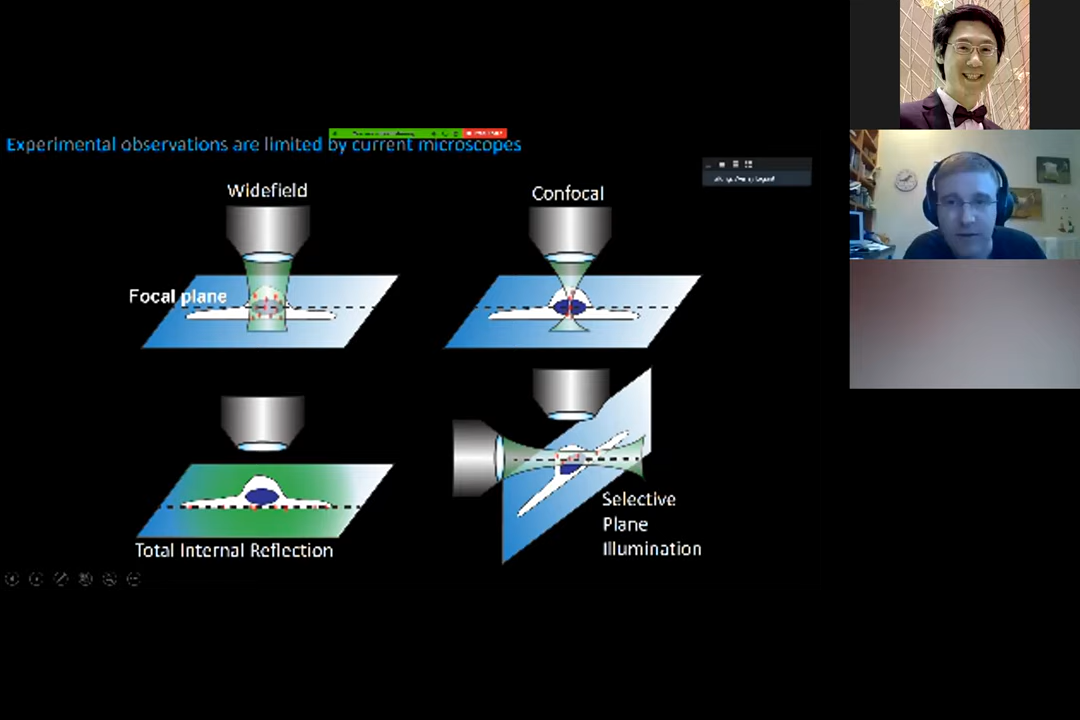 Experimental observations are limited by current microscopes
Widefield
Confocal
Focal plane
Total Internal Reflection
Selective
Plane
Illumination